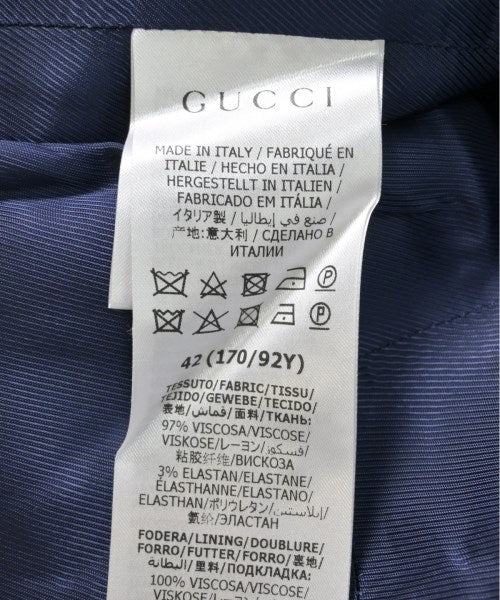 GUCCI
MADE IN ITALY / FABRIQUÉ EN
ITALIE / HECHO EN ITALIA /
HERGESTELLT IN ITALIEN /
FABRICADO EM ITÁLIA /
イタリア製 / صنع في إيطاليا /
产地:意大利 / СДЕЛАНО В
ИТАЛИИ
42 (170/92Y)
TESSUTO/FABRIC/TISSU/
TEJIDO/GEWEBE/TECIDO/
表地/قماش/面料/ТКАНЬ:
97% VISCOSA/VISCOSE/
VISKOSE/レーヨン/فسكوز/
粘胶纤维/ВИСКОЗА
3% ELASTAN/ELASTANE/
ELASTHANNE/ELASTANO/
ELASTHAN/ポリウレタン/إيلاستين/
氨纶/ЭЛАСТАН
FODERA/LINING/DOUBLURE/
FORRO/FUTTER/FORRO/裏地/
البطانة/里料/ПОДКЛАДКА:
100% VISCOSA/VISCOSE/